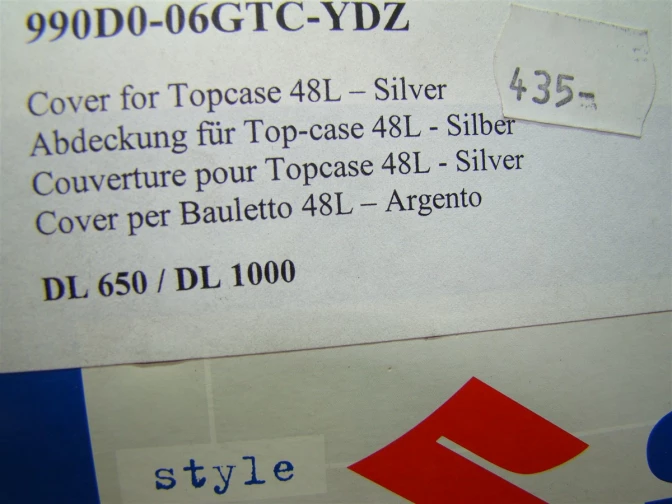 990D0-06GTC-YDZ
435-
Cover for Topcase 48L – Silver
Abdeckung für Top-case 48L - Silber
Couverture pour Topcase 48L - Silver
Cover per Bauletto 48L – Argento
DL 650 / DL 1000
style